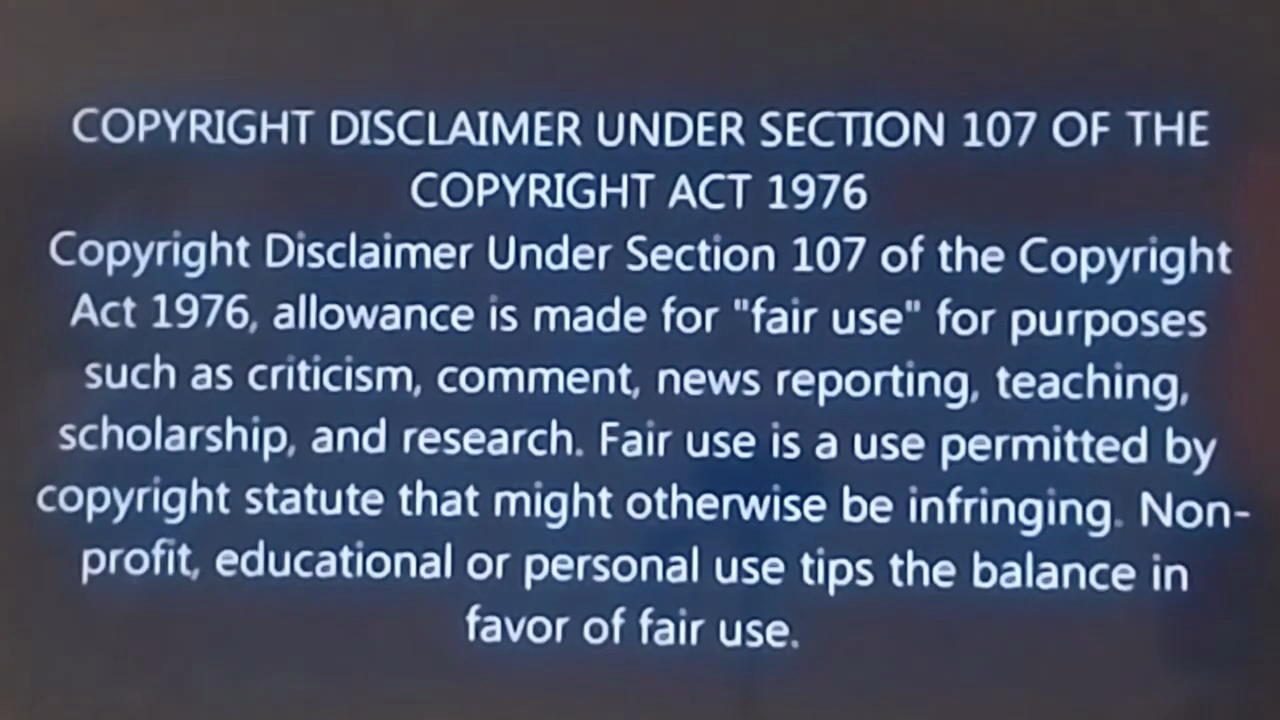 COPYRIGHT DISCLAIMER UNDER SECTION 107 OF THE
COPYRIGHT ACT 1976
Copyright Disclaimer Under Section 107 of the Copyright
Act 1976, allowance is made for "fair use" for purposes
such as criticism, comment, news reporting, teaching,
scholarship, and research. Fair use is a use permitted by
copyright statute that might otherwise be infringing. Non-
profit, educational or personal use tips the balance in
favor of fair use.